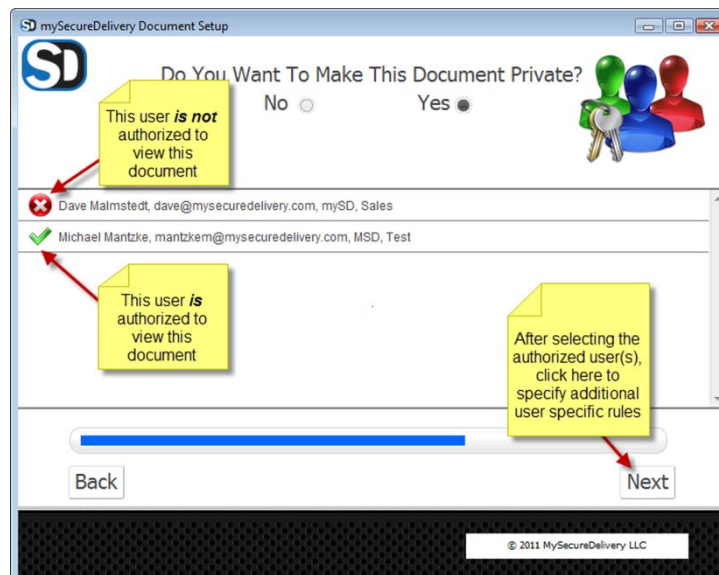 mySecureDelivery Document Setup
SD
Do You Want To Make This Document Private?
No
Yes
This user is not
authorized to
view this
document
Dave Malmstedt, dave@mysecuredelivery.com, mySD, Sales
Michael Mantzke, mantzkem@mysecuredelivery.com, MSD, Test
This user is
authorized to
view this
document
After selecting the
authorized user(s),
click here to
specify additional
user specific rules
Back
Next
© 2011 MySecureDelivery LLC